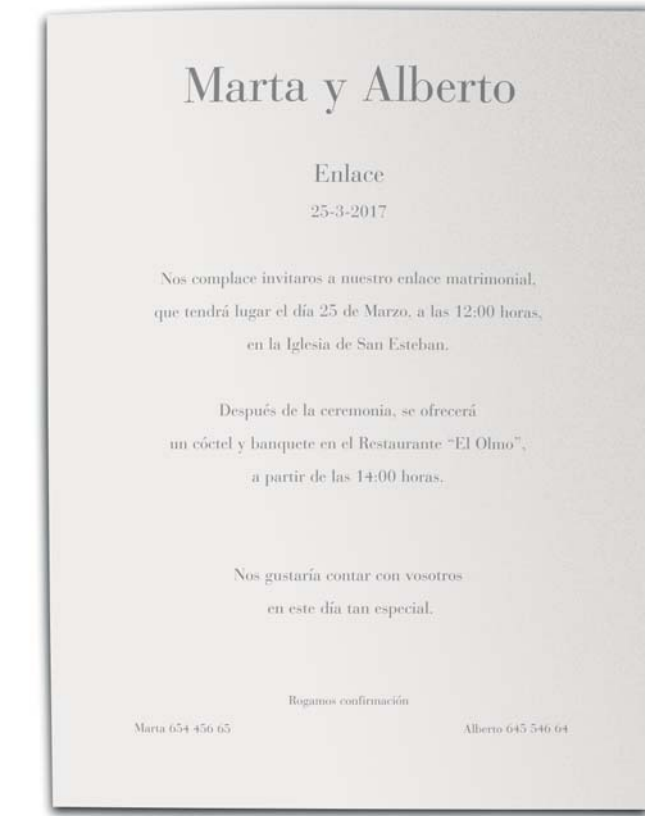 Marta y Alberto
Enlace
25-3-2017
Nos complace invitaros a nuestro enlace matrimonial,
que tendrá lugar el día 25 de Marzo, a las 12:00 horas,
en la Iglesia de San Esteban.
Después de la ceremonia, se ofrecerá
un cóctel y banquete en el Restaurante “El Olmo”,
a partir de las 14:00 horas.
Nos gustaría contar con vosotros
en este día tan especial.
Rogamos confirmación
Marta 654 456 65
Alberto 645 546 64